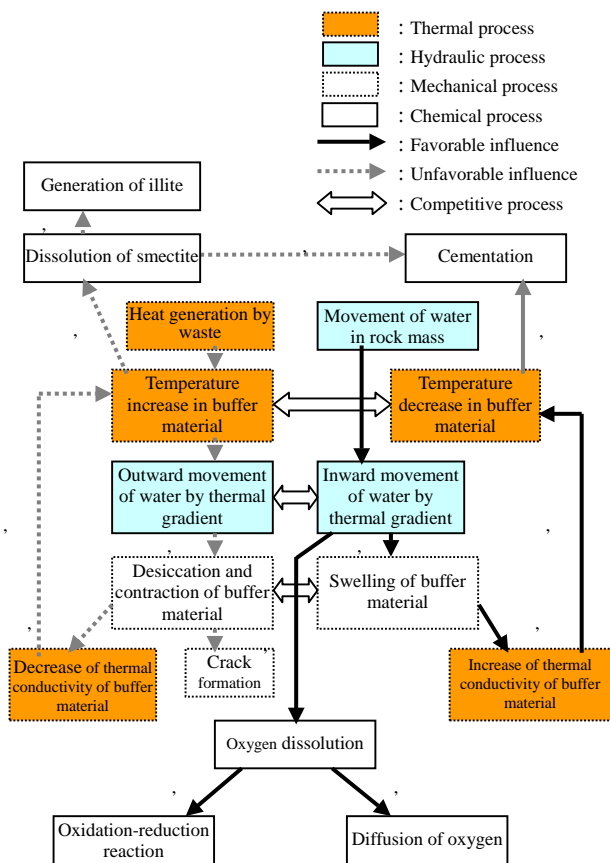 : Thermal process
: Hydraulic process
: Mechanical process
: Chemical process
: Favorable influence
: Unfavorable influence
: Competitive process
Generation of illite
,
Dissolution of smectite
,
Cementation
Heat generation by
waste
Movement of water
in rock mass
,
,
,
Temperature
increase in buffer
material
Temperature
decrease in buffer
material
Outward movement
of water by thermal
gradient
Inward movement
of water by
thermal gradient
,
,
,
,
Desiccation and
contraction of buffer
material
Swelling of buffer
material
,
,
,
Decrease of thermal
conductivity of buffer
material
Crack
formation
Increase of thermal
conductivity of buffer
material
Oxygen dissolution
,
,
Oxidation-reduction
reaction
Diffusion of oxygen